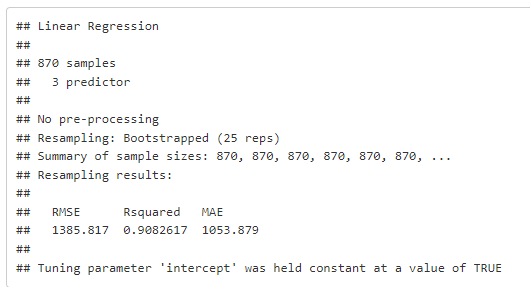 ## Linear Regression
##
## 870 samples
##   3 predictor
##
## No pre-processing
## Resampling: Bootstrapped (25 reps)
## Summary of sample sizes: 870, 870, 870, 870, 870, 870, ...
## Resampling results:
##
##   RMSE      Rsquared   MAE
##   1385.817  0.9082617  1053.879
##
## Tuning parameter 'intercept' was held constant at a value of TRUE